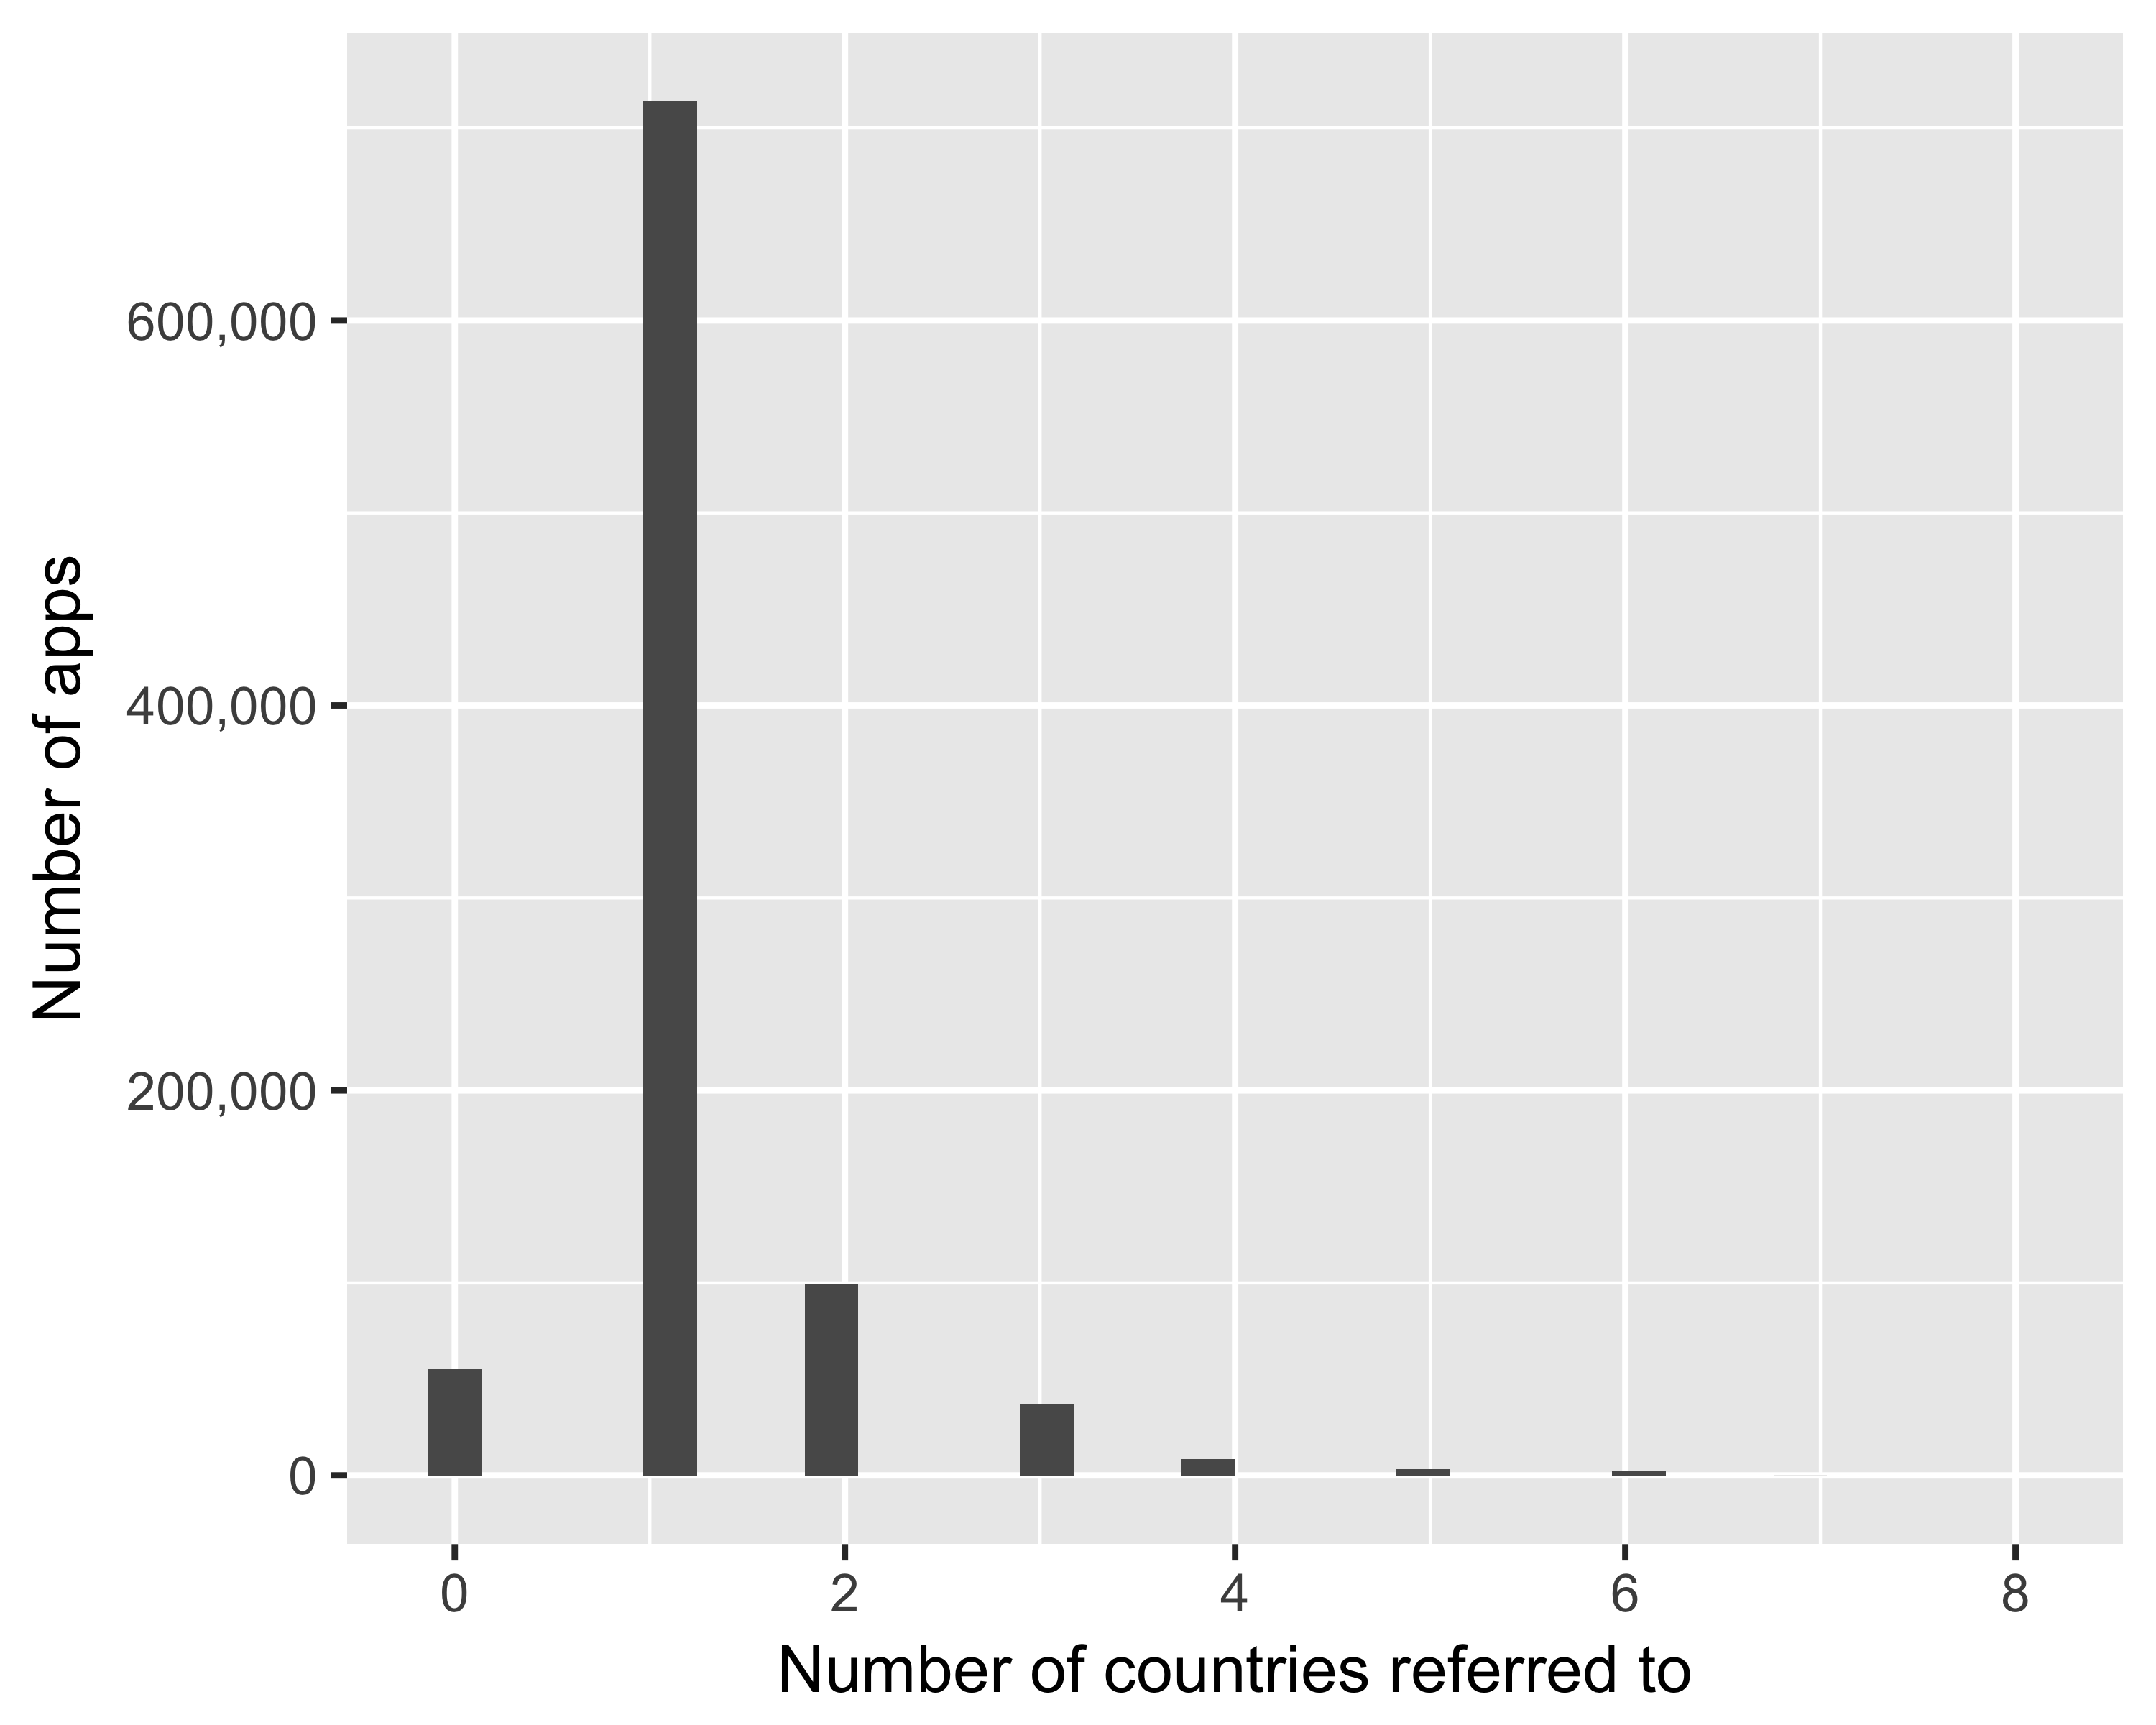 Number of apps
600,000
400,000
200,000
0
0 2 4 6 8
Number of countries referred to